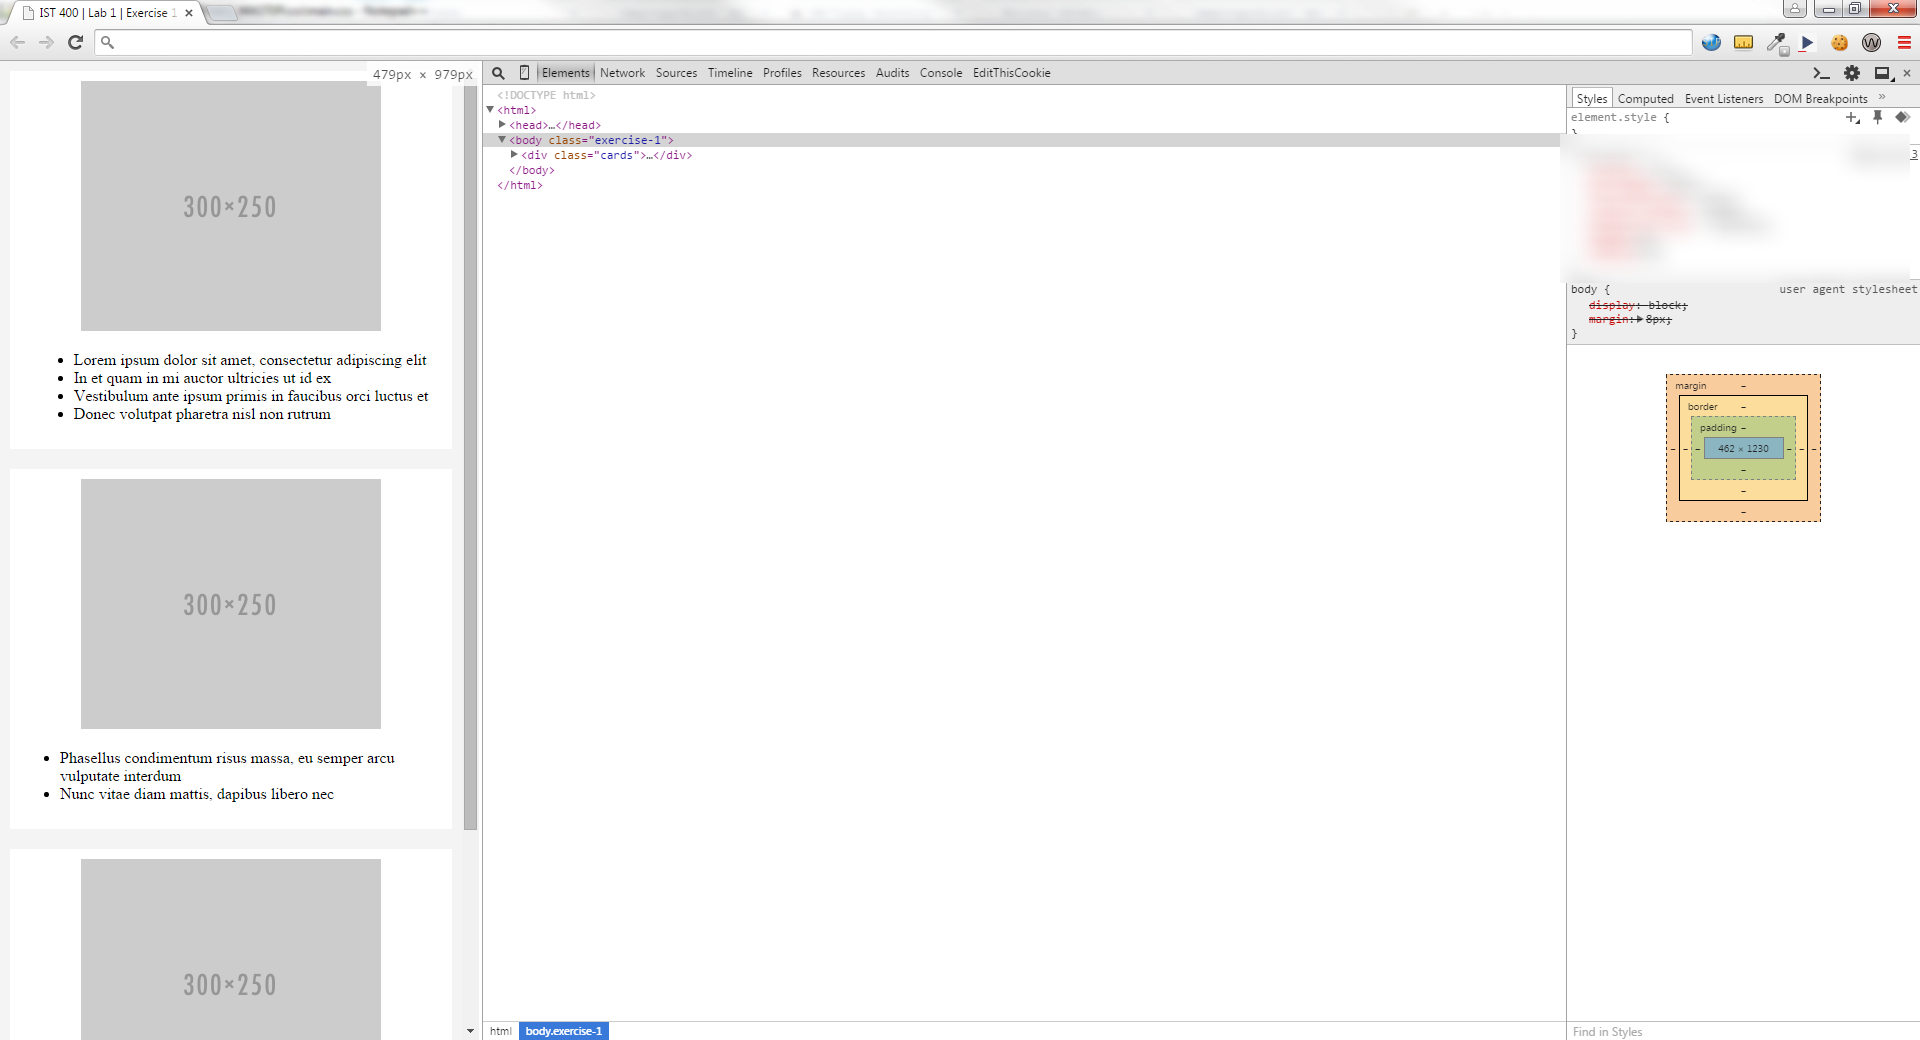 IST 400 | Lab 1 | Exercise 1
479px × 979px
300×250
Lorem ipsum dolor sit amet, consectetur adipiscing elit
In et quam in mi auctor ultricies ut id ex
Vestibulum ante ipsum primis in faucibus orci luctus et
Donec volutpat pharetra nisl non rutrum
300×250
Phasellus condimentum risus massa, eu semper arcu
vulputate interdum
Nunc vitae diam mattis, dapibus libero nec
300×250
Elements Network Sources Timeline Profiles Resources Audits Console EditThisCookie
<!DOCTYPE html>
<html>
<head>…</head>
<body class="exercise-1">
<div class="cards">…</div>
</body>
</html>
html body.exercise-1
Styles Computed Event Listeners DOM Breakpoints »
element.style {
}
3
body { user agent stylesheet
display: block;
margin: 8px;
}
margin –
border –
padding –
– – – 462 × 1230 – – –
–
–
–
Find in Styles